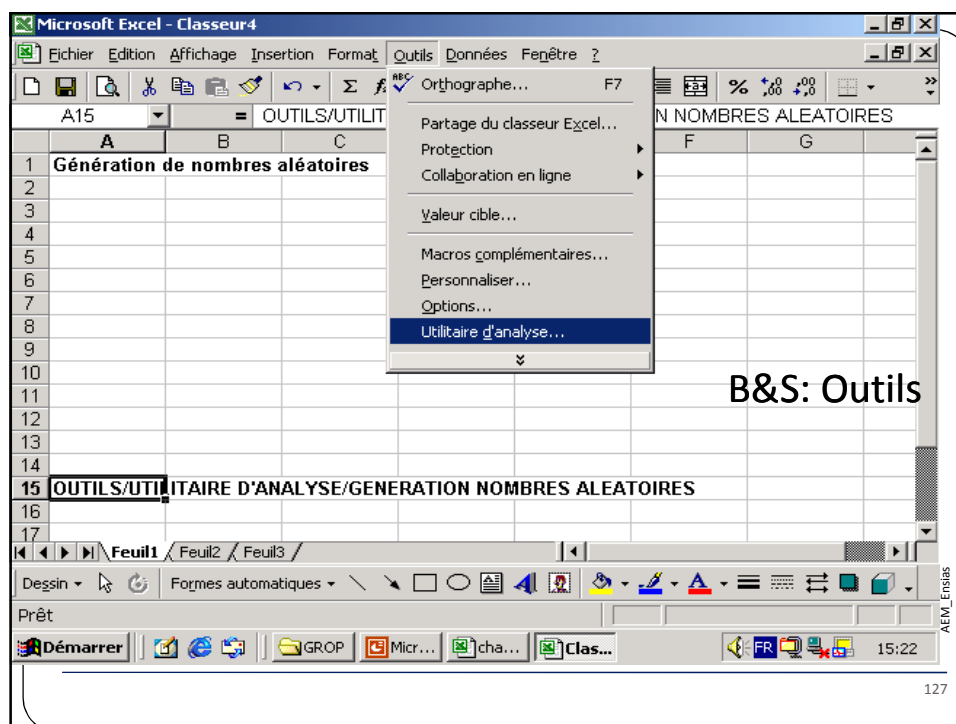 Microsoft Excel - Classeur4
Fichier Edition Affichage Insertion Format Outils Données Fenêtre ?
Orthographe... F7
Partage du classeur Excel...
Protection
Collaboration en ligne
Valeur cible...
Macros complémentaires...
Personnaliser...
Options...
Utilitaire d'analyse...
A15 = OUTILS/UTILIT N NOMBRES ALEATOIRES
A B C F G
1 Génération de nombres aléatoires
2
3
4
5
6
7
8
9
10
11
12
13
14
15 OUTILS/UTILITAIRE D'ANALYSE/GENERATION NOMBRES ALEATOIRES
16
17
B&S: Outils
Feuil1 Feuil2 Feuil3
Dessin Formes automatiques
Prêt
Démarrer GROP Micr... cha... Clas... FR 15:22
AEM_Ensias
127